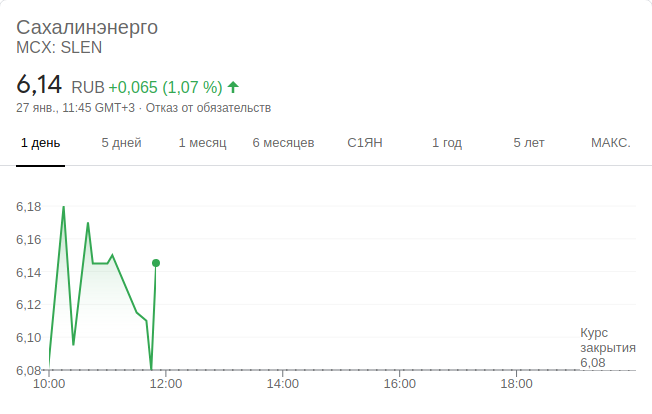 Сахалинэнерго
MCX: SLEN
6,14 RUB +0,065 (1,07 %)
27 янв., 11:45 GMT+3 · Отказ от обязательств
1 день 5 дней 1 месяц 6 месяцев С1ЯН 1 год 5 лет МАКС.
6,18
6,16
6,14
6,12
6,10
6,08
Курс
закрытия
6,08
10:00 12:00 14:00 16:00 18:00